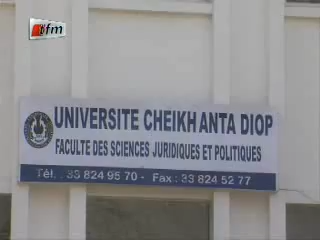 tfm
UNIVERSITE CHEIKH ANTA DIOP
FACULTE DES SCIENCES JURIDIQUES ET POLITIQUES
Tél. : 33 824 95 70 - Fax : 33 824 52 77